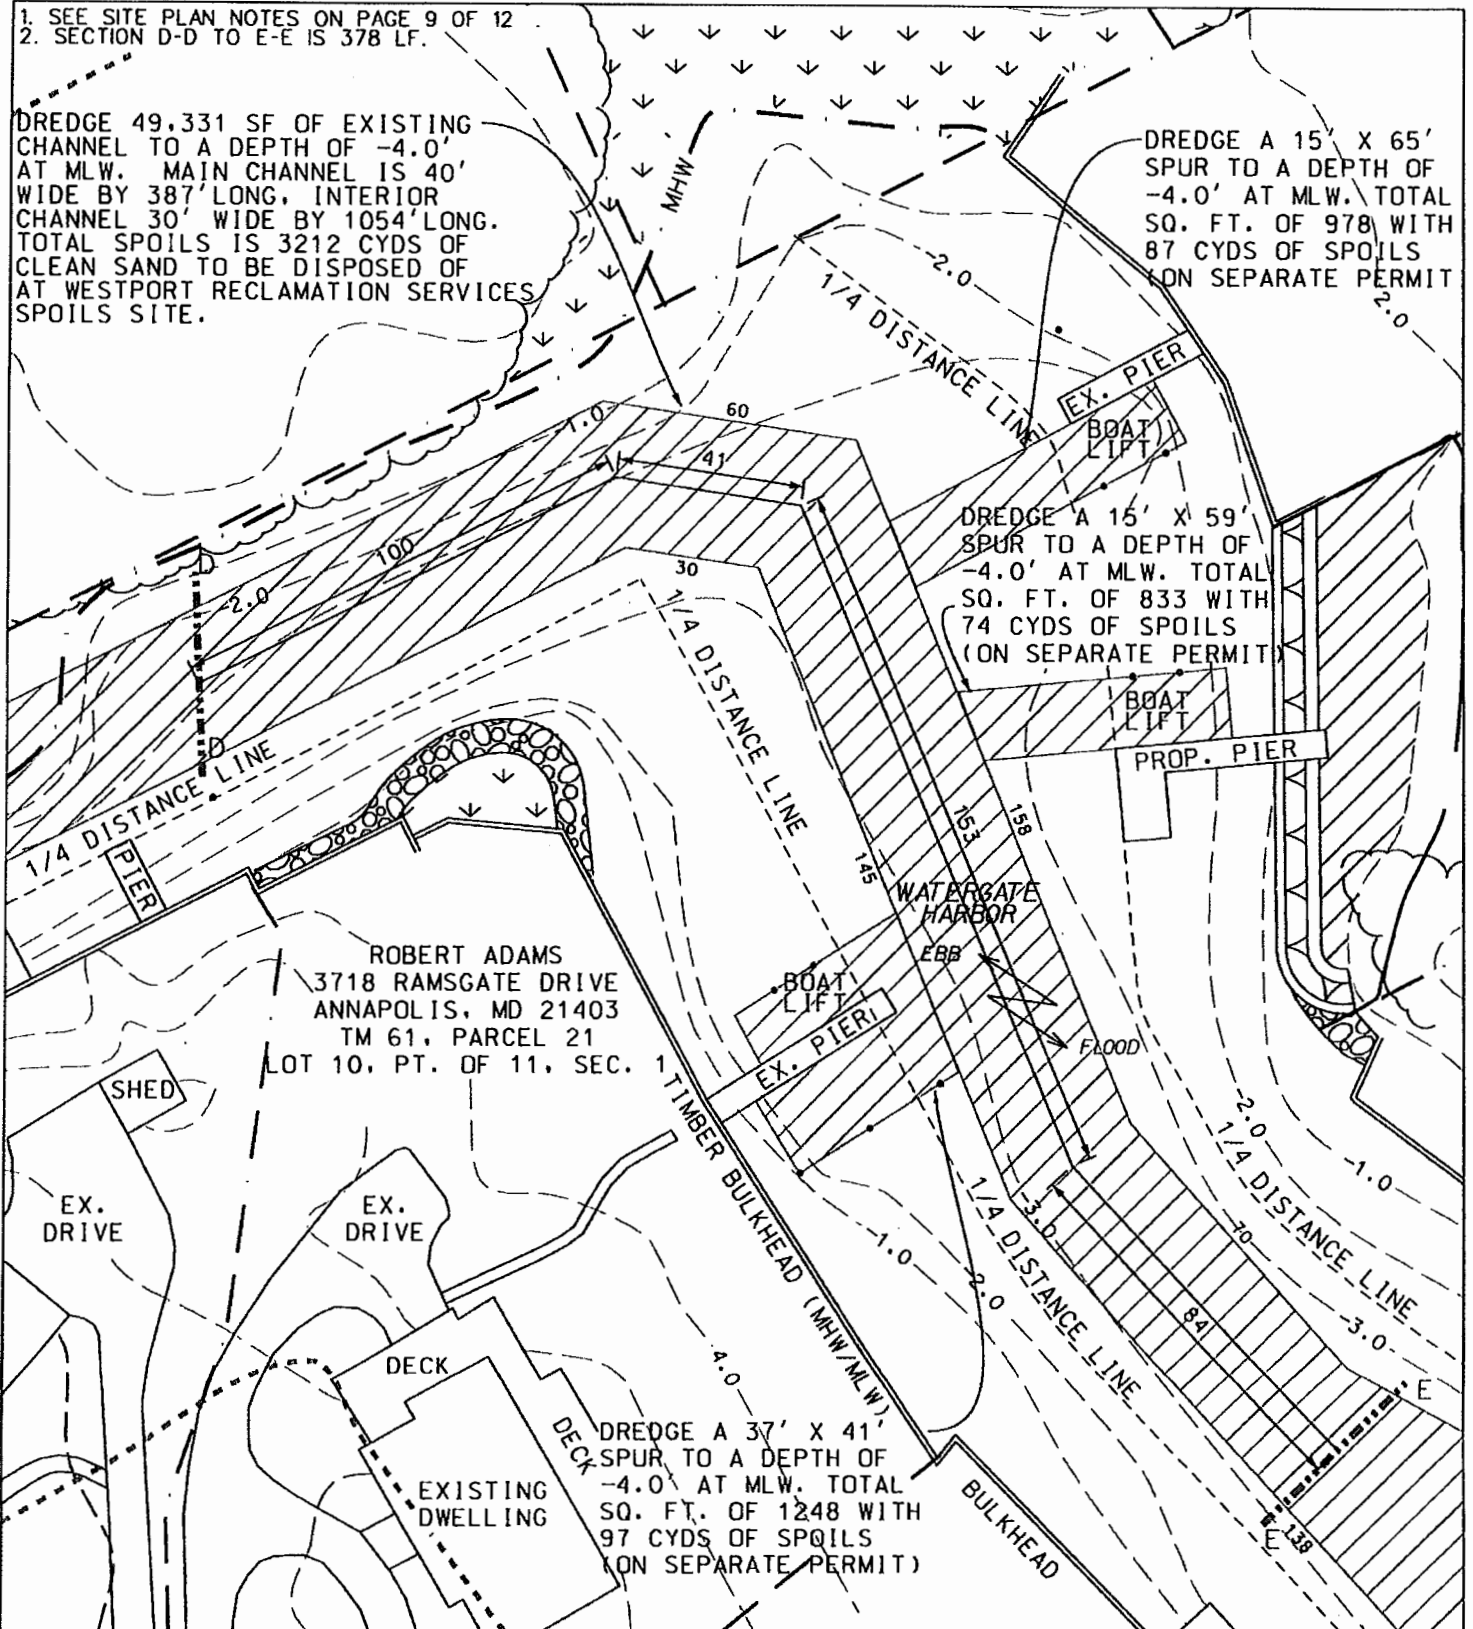 1. SEE SITE PLAN NOTES ON PAGE 9 OF 12
2. SECTION D-D TO E-E IS 378 LF.
DREDGE 49,331 SF OF EXISTING
CHANNEL TO A DEPTH OF -4.0'
AT MLW. MAIN CHANNEL IS 40'
WIDE BY 387'LONG, INTERIOR
CHANNEL 30' WIDE BY 1054'LONG.
TOTAL SPOILS IS 3212 CYDS OF
CLEAN SAND TO BE DISPOSED OF
AT WESTPORT RECLAMATION SERVICES
SPOILS SITE.
MHW
DREDGE A 15' X 65'
SPUR TO A DEPTH OF
-4.0' AT MLW. TOTAL
SQ. FT. OF 978 WITH
87 CYDS OF SPOILS
(ON SEPARATE PERMIT
-2.0
2.0
1/4 DISTANCE LINE
EX. PIER
BOAT
LIFT
-1.0
60
41
100
-2.0
D
30
DREDGE A 15' X 59'
SPUR TO A DEPTH OF
-4.0' AT MLW. TOTAL
SQ. FT. OF 833 WITH
74 CYDS OF SPOILS
(ON SEPARATE PERMIT)
1/4 DISTANCE LINE
BOAT
LIFT
PROP. PIER
D
1/4 DISTANCE LINE
PIER
153
158
145
WATERGATE
HARBOR
EBB
FLOOD
ROBERT ADAMS
3718 RAMSGATE DRIVE
ANNAPOLIS, MD 21403
TM 61, PARCEL 21
LOT 10, PT. OF 11, SEC. 1
BOAT
LIFT
EX. PIER
SHED
TIMBER BULKHEAD (MHW/MLW)
-2.0
1/4 DISTANCE LINE
-1.0
EX.
DRIVE
EX.
DRIVE
1/4 DISTANCE LINE
-3.0
-1.0
-2.0
70
-3.0
84
4.0
DECK
DECK
E
EXISTING
DWELLING
DREDGE A 37' X 41'
SPUR TO A DEPTH OF
-4.0' AT MLW. TOTAL
SQ. FT. OF 1248 WITH
97 CYDS OF SPOILS
(ON SEPARATE PERMIT)
BULKHEAD
E
138